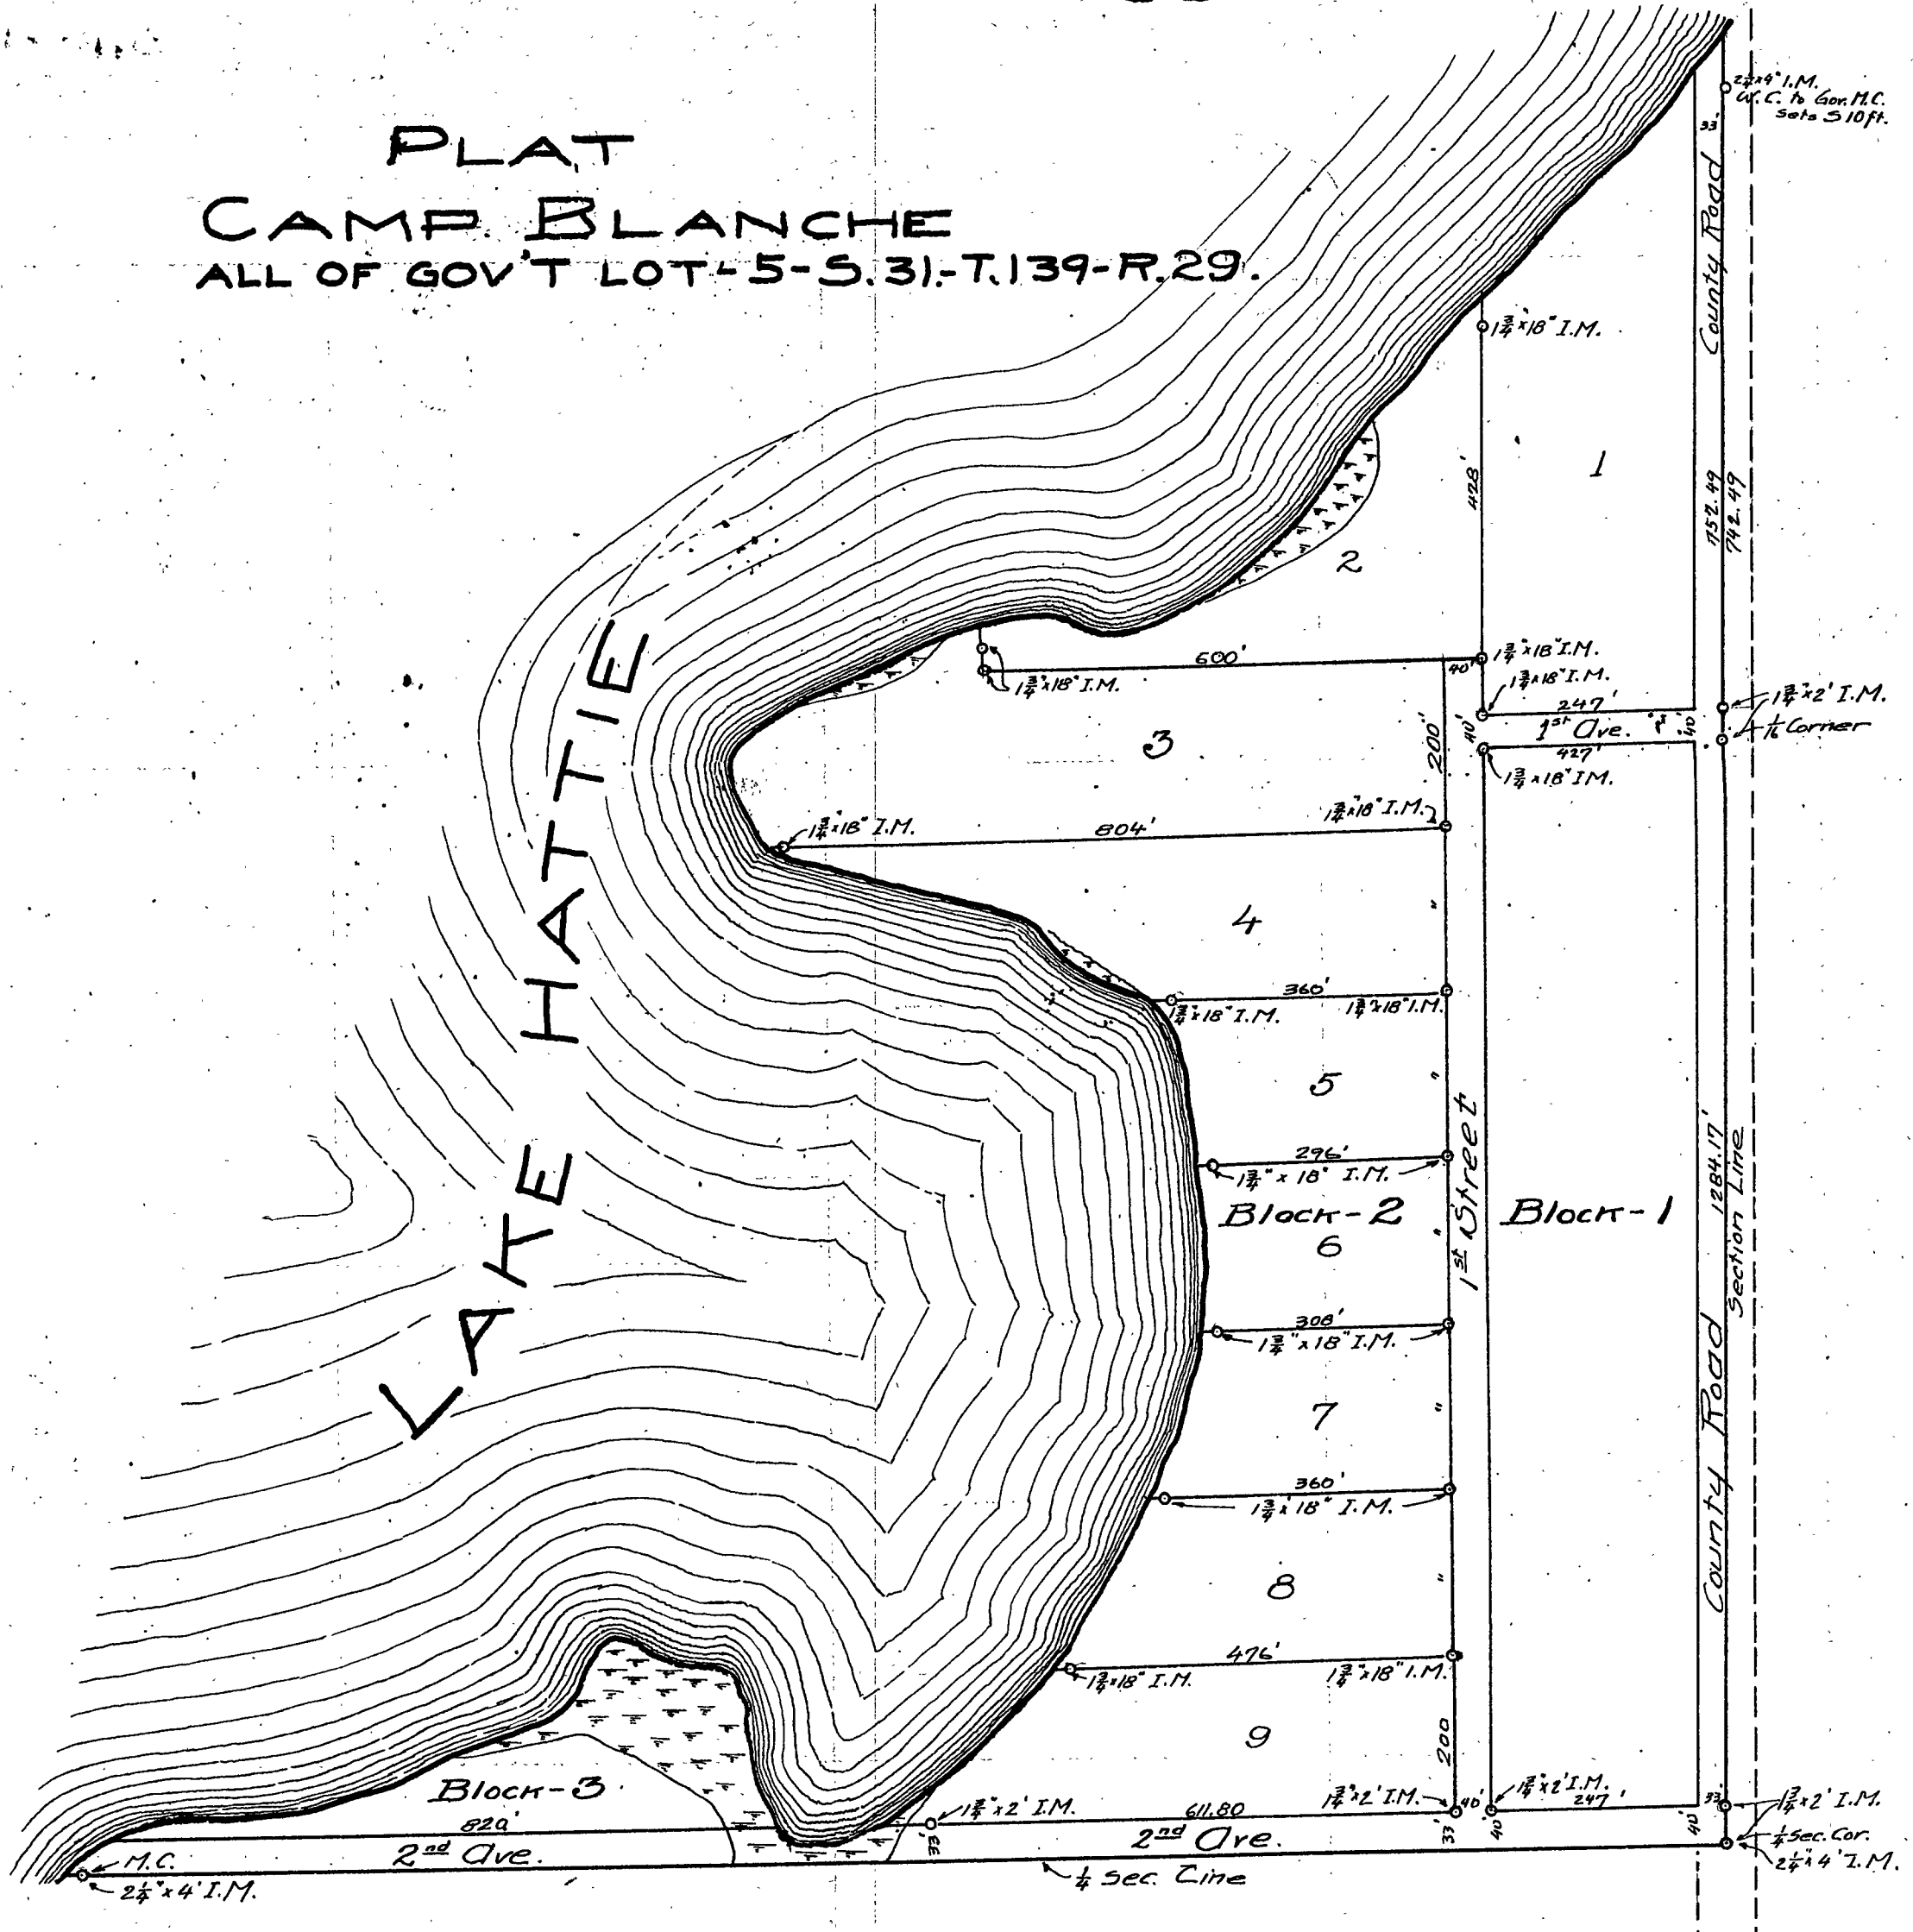 PLAT
CAMP BLANCHE
ALL OF GOV'T LOT-5-S.31.-T.139-R.29.
2¼"x4' I.M.
W.C. to Gov. M.C.
Sets S 10ft.
33'
County Road
1¾"x18" I.M.
428'
1
752.49
742.49
2
600'
40'
1¾"x18" I.M.
1¾"x18" I.M.
1¾"x18" I.M.
247'
1¾"x2' I.M.
1st Ave.
40'
40'
1/16 Corner
427'
1¾"x18" I.M.
3
200'
1¾"x18" I.M.
804'
1¾"x18" I.M.
4
"
360'
1¾"x18" I.M.
1¾"x18" I.M.
5
"
296'
1¾" x 18" I.M.
Block-2
6
"
1st Street
Block-1
1284.17'
Section Line
County Road
308'
1¾"x18" I.M.
7
"
360'
1¾"x18" I.M.
8
"
476'
1¾"x18" I.M.
1¾"x18" I.M.
9
200
LAKE HATTIE
Block-3
820'
2nd Ave.
M.C.
2¼"x4' I.M.
1¾"x2' I.M.
33'
611.80
2nd Ave.
¼ Sec. Line
1¾"x2' I.M.
40'
33'
40'
1¾"x2' I.M.
247'
33'
40'
1¾"x2' I.M.
¼ Sec. Cor.
2¼"x4' I.M.